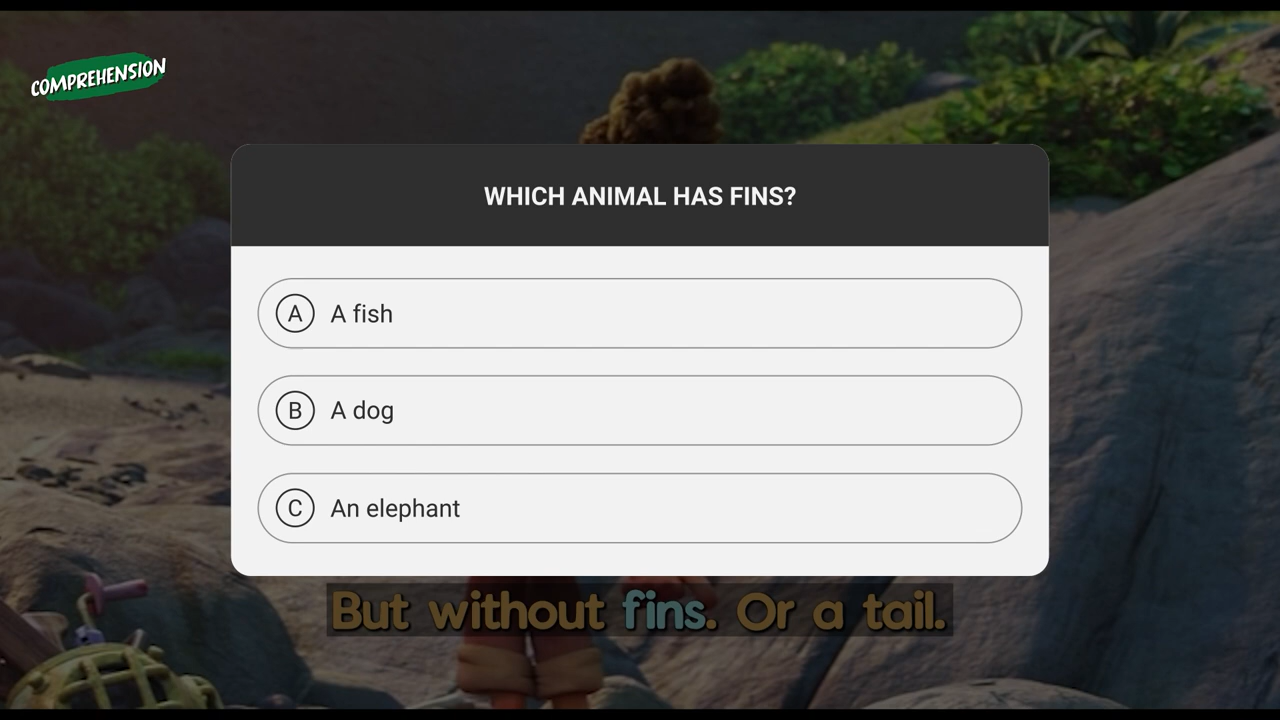 COMPREHENSION
WHICH ANIMAL HAS FINS?
A A fish
B A dog
C An elephant
But without fins. Or a tail.